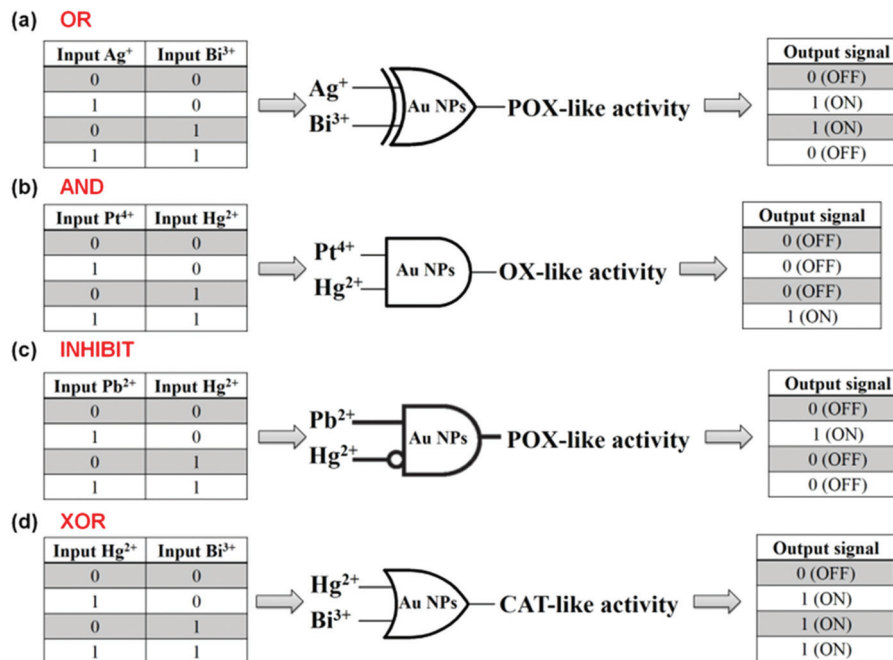 (a) OR
Input Ag⁺ Input Bi³⁺ Output signal
0 0 0 (OFF)
1 0 1 (ON)
0 1 1 (ON)
1 1 0 (OFF)
Ag⁺
Bi³⁺
Au NPs
POX-like activity
(b) AND
Input Pt⁴⁺ Input Hg²⁺ Output signal
0 0 0 (OFF)
1 0 0 (OFF)
0 1 0 (OFF)
1 1 1 (ON)
Pt⁴⁺
Hg²⁺
Au NPs
OX-like activity
(c) INHIBIT
Input Pb²⁺ Input Hg²⁺ Output signal
0 0 0 (OFF)
1 0 1 (ON)
0 1 0 (OFF)
1 1 0 (OFF)
Pb²⁺
Hg²⁺
Au NPs
POX-like activity
(d) XOR
Input Hg²⁺ Input Bi³⁺ Output signal
0 0 0 (OFF)
1 0 1 (ON)
0 1 1 (ON)
1 1 1 (ON)
Hg²⁺
Bi³⁺
Au NPs
CAT-like activity